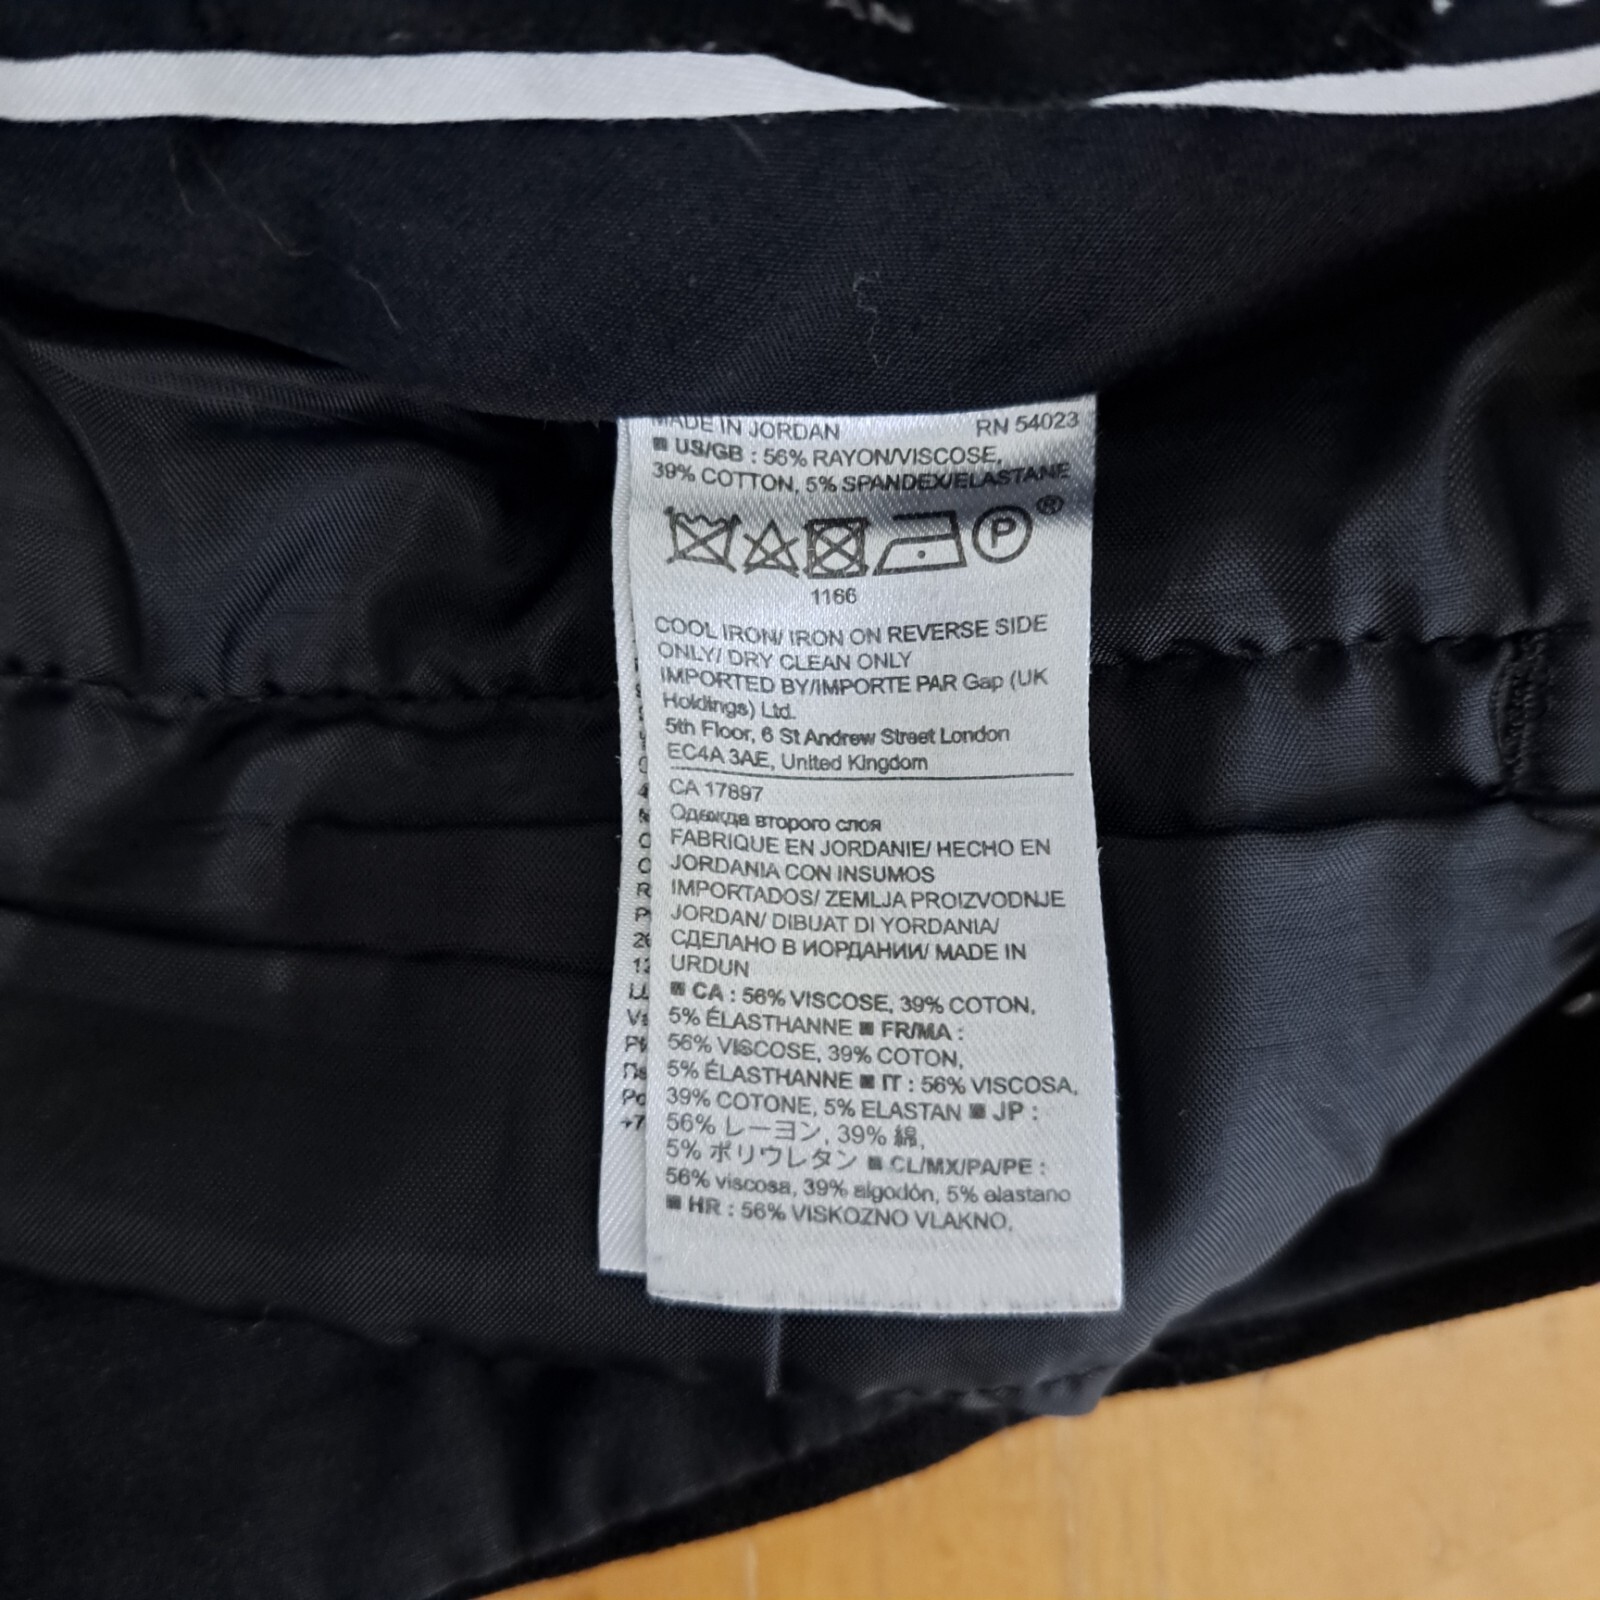 MADE IN JORDAN RN 54023
US/GB : 56% RAYON/VISCOSE,
39% COTTON, 5% SPANDEX/ELASTANE
P ®
1166
COOL IRON/ IRON ON REVERSE SIDE
ONLY/ DRY CLEAN ONLY
IMPORTED BY/IMPORTE PAR Gap (UK
Holdings) Ltd.
5th Floor, 6 St Andrew Street London
EC4A 3AE, United Kingdom
CA 17897
Одежда второго слоя
FABRIQUE EN JORDANIE/ HECHO EN
JORDANIA CON INSUMOS
IMPORTADOS/ ZEMLJA PROIZVODNJE
JORDAN/ DIBUAT DI YORDANIA/
СДЕЛАНО В ИОРДАНИИ/ MADE IN
URDUN
CA : 56% VISCOSE, 39% COTON,
5% ÉLASTHANNE ■ FR/MA :
56% VISCOSE, 39% COTON,
5% ÉLASTHANNE ■ IT : 56% VISCOSA,
39% COTONE, 5% ELASTAN ■ JP :
56% レーヨン, 39% 綿,
5% ポリウレタン ■ CL/MX/PA/PE :
56% viscosa, 39% algodón, 5% elastano
■ HR : 56% VISKOZNO VLAKNO,